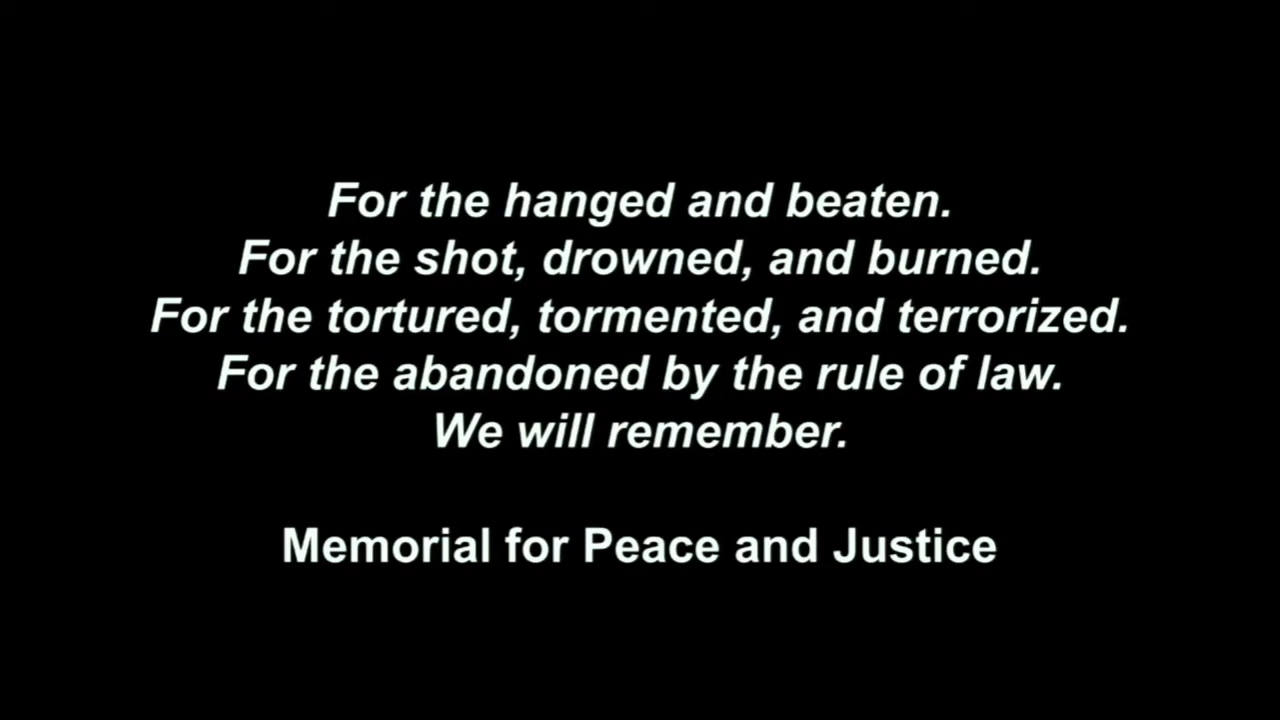 For the hanged and beaten.
For the shot, drowned, and burned.
For the tortured, tormented, and terrorized.
For the abandoned by the rule of law.
We will remember.
Memorial for Peace and Justice